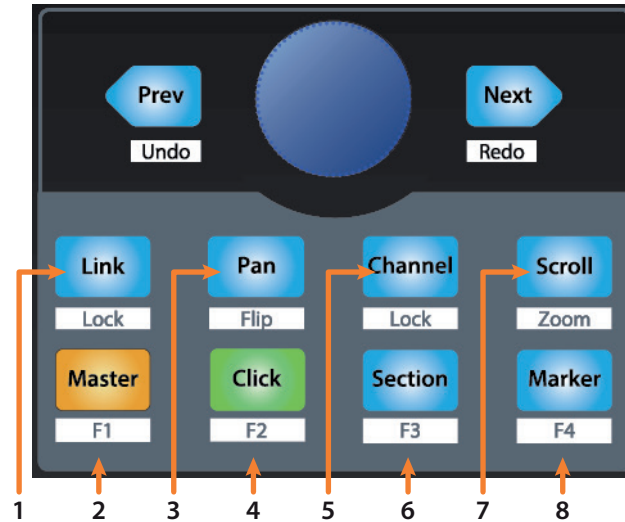 Prev Next
Undo Redo
Link Pan Channel Scroll
Lock Flip Lock Zoom
Master Click Section Marker
F1 F2 F3 F4
1 2 3 4 5 6 7 8